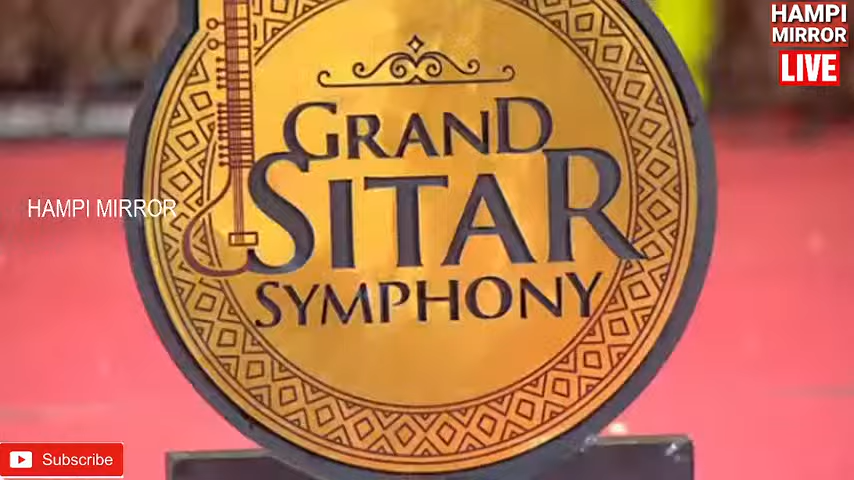 HAMPI
MIRROR
LIVE
GRAND
SITAR
SYMPHONY
HAMPI MIRROR
Subscribe